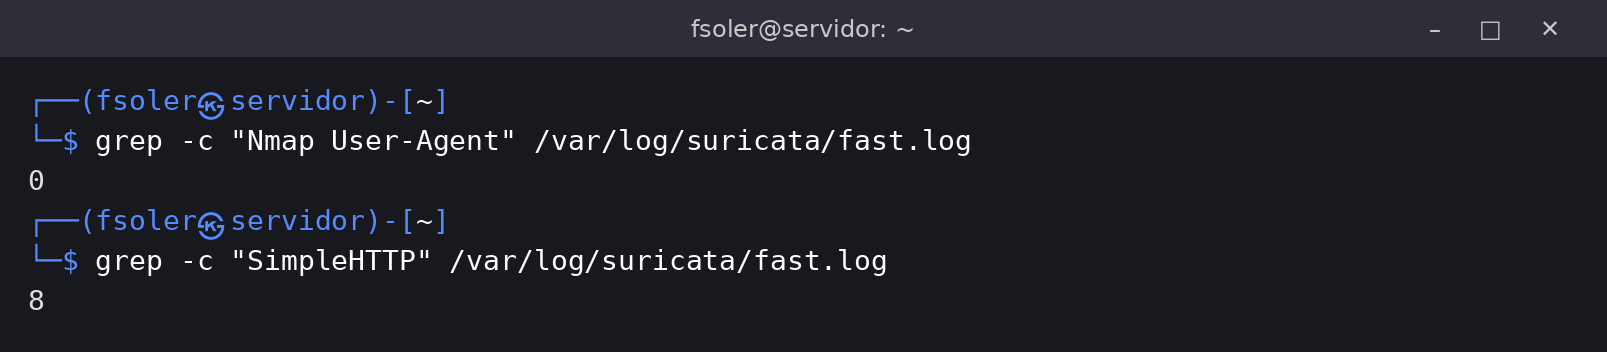 fsoler@servidor: ~
┌──(fsoler㉿servidor)-[~]
└─$ grep -c "Nmap User-Agent" /var/log/suricata/fast.log
0
┌──(fsoler㉿servidor)-[~]
└─$ grep -c "SimpleHTTP" /var/log/suricata/fast.log
8